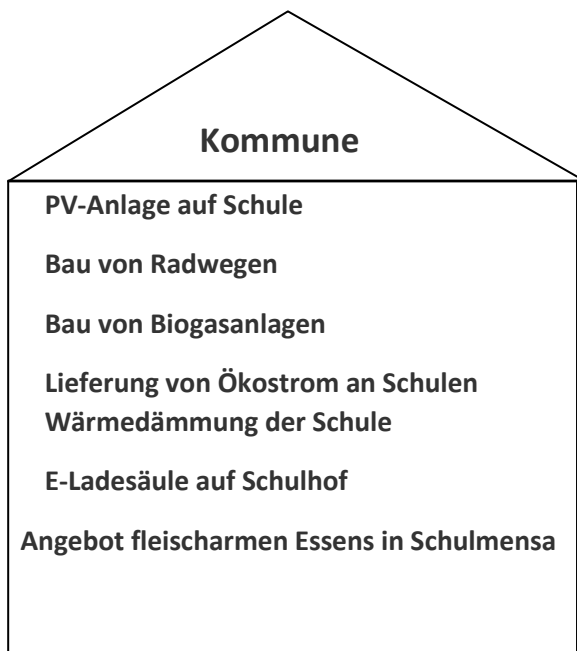 Kommune
PV-Anlage auf Schule
Bau von Radwegen
Bau von Biogasanlagen
Lieferung von Ökostrom an Schulen
Wärmedämmung der Schule
E-Ladesäule auf Schulhof
Angebot fleischarmen Essens in Schulmensa